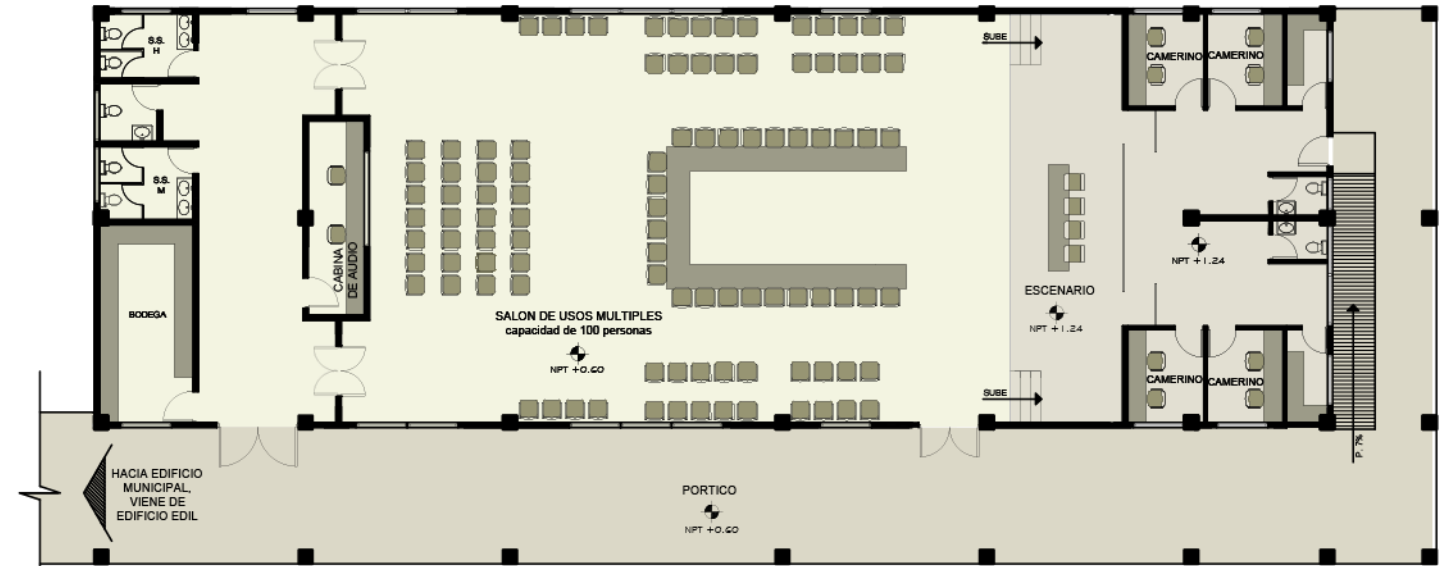 S.S.
H
SUBE
CAMERINO
CAMERINO
S.S.
M
CABINA
DE AUDIO
NPT +1.24
BODEGA
ESCENARIO
NPT +1.24
SALON DE USOS MULTIPLES
capacidad de 100 personas
NPT +0.60
SUBE
CAMERINO
CAMERINO
P. 7%
HACIA EDIFICIO
MUNICIPAL,
VIENE DE
EDIFICIO EDIL
PORTICO
NPT +0.60